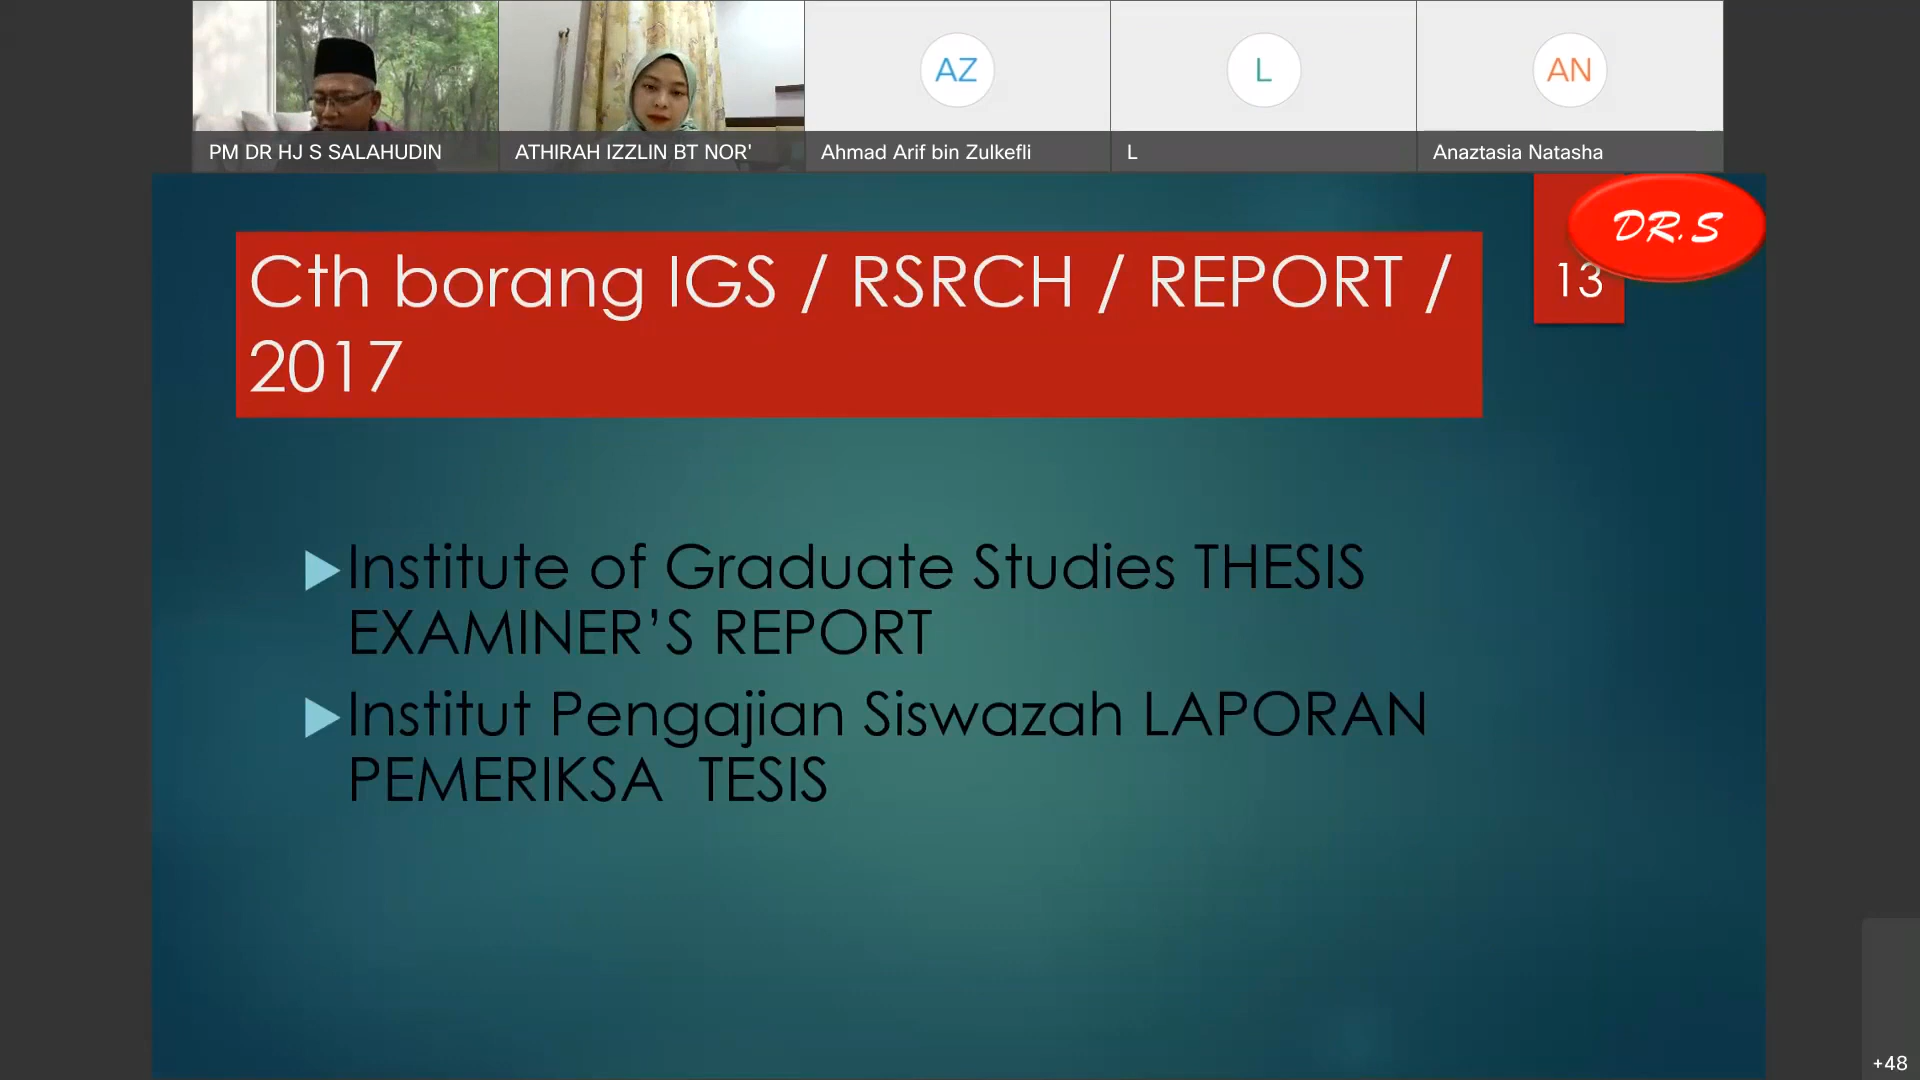 AZ
L
AN
PM DR HJ S SALAHUDIN
ATHIRAH IZZLIN BT NOR'
Ahmad Arif bin Zulkefli
L
Anaztasia Natasha
DR.S
13
Cth borang IGS / RSRCH / REPORT /
2017
Institute of Graduate Studies THESIS
EXAMINER’S REPORT
Institut Pengajian Siswazah LAPORAN
PEMERIKSA TESIS
+48